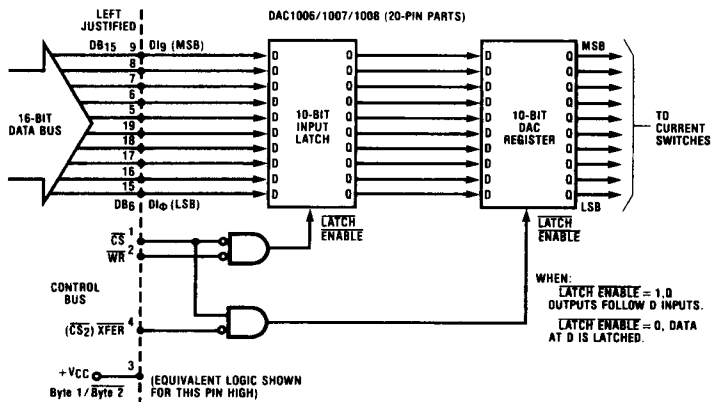 LEFT
JUSTIFIED
DAC1006/1007/1008 (20-PIN PARTS)
DB15 9 DI9 (MSB)
8
7
6
5
19
18
17
16
15
DB6 DIΦ (LSB)
16-BIT
DATA BUS
D D D D D D D D D D
10-BIT
INPUT
LATCH
Q Q Q Q Q Q Q Q Q Q
D D D D D D D D D D
10-BIT
DAC
REGISTER
Q Q Q Q Q Q Q Q Q Q
MSB
TO
CURRENT
SWITCHES
LSB
LATCH
ENABLE
LATCH
ENABLE
CS 1
WR 2
CONTROL
BUS
(CS2) XFER 4
+VCC 3
Byte 1/Byte 2
(EQUIVALENT LOGIC SHOWN
FOR THIS PIN HIGH)
WHEN:
LATCH ENABLE = 1,Q
OUTPUTS FOLLOW D INPUTS.
LATCH ENABLE = 0, DATA
AT D IS LATCHED.